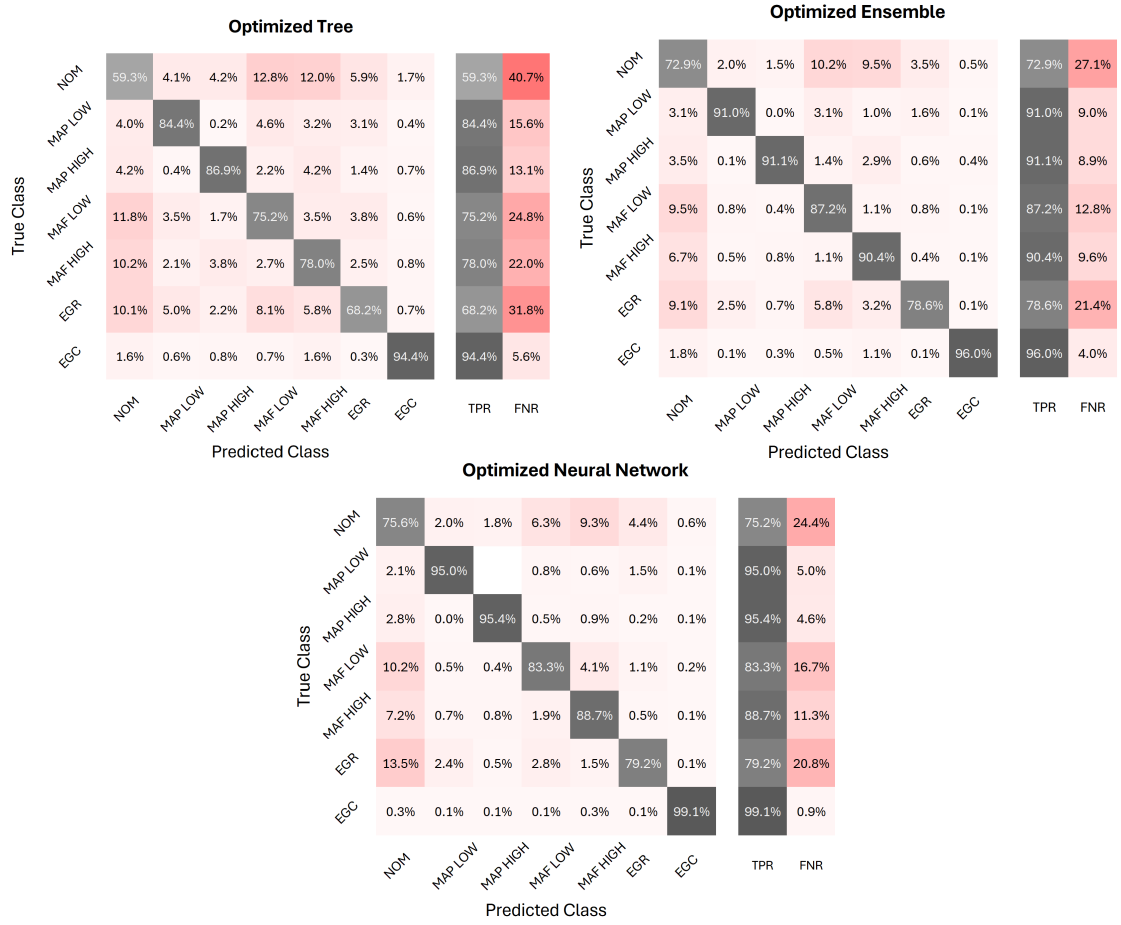 Optimized Tree
True Class
NOM 59.3% 4.1% 4.2% 12.8% 12.0% 5.9% 1.7% 59.3% 40.7%
MAP LOW 4.0% 84.4% 0.2% 4.6% 3.2% 3.1% 0.4% 84.4% 15.6%
MAP HIGH 4.2% 0.4% 86.9% 2.2% 4.2% 1.4% 0.7% 86.9% 13.1%
MAF LOW 11.8% 3.5% 1.7% 75.2% 3.5% 3.8% 0.6% 75.2% 24.8%
MAF HIGH 10.2% 2.1% 3.8% 2.7% 78.0% 2.5% 0.8% 78.0% 22.0%
EGR 10.1% 5.0% 2.2% 8.1% 5.8% 68.2% 0.7% 68.2% 31.8%
EGC 1.6% 0.6% 0.8% 0.7% 1.6% 0.3% 94.4% 94.4% 5.6%
NOM MAP LOW MAP HIGH MAF LOW MAF HIGH EGR EGC TPR FNR
Predicted Class
Optimized Ensemble
True Class
NOM 72.9% 2.0% 1.5% 10.2% 9.5% 3.5% 0.5% 72.9% 27.1%
MAP LOW 3.1% 91.0% 0.0% 3.1% 1.0% 1.6% 0.1% 91.0% 9.0%
MAP HIGH 3.5% 0.1% 91.1% 1.4% 2.9% 0.6% 0.4% 91.1% 8.9%
MAF LOW 9.5% 0.8% 0.4% 87.2% 1.1% 0.8% 0.1% 87.2% 12.8%
MAF HIGH 6.7% 0.5% 0.8% 1.1% 90.4% 0.4% 0.1% 90.4% 9.6%
EGR 9.1% 2.5% 0.7% 5.8% 3.2% 78.6% 0.1% 78.6% 21.4%
EGC 1.8% 0.1% 0.3% 0.5% 1.1% 0.1% 96.0% 96.0% 4.0%
NOM MAP LOW MAP HIGH MAF LOW MAF HIGH EGR EGC TPR FNR
Predicted Class
Optimized Neural Network
True Class
NOM 75.6% 2.0% 1.8% 6.3% 9.3% 4.4% 0.6% 75.2% 24.4%
MAP LOW 2.1% 95.0% 0.8% 0.6% 1.5% 0.1% 95.0% 5.0%
MAP HIGH 2.8% 0.0% 95.4% 0.5% 0.9% 0.2% 0.1% 95.4% 4.6%
MAF LOW 10.2% 0.5% 0.4% 83.3% 4.1% 1.1% 0.2% 83.3% 16.7%
MAF HIGH 7.2% 0.7% 0.8% 1.9% 88.7% 0.5% 0.1% 88.7% 11.3%
EGR 13.5% 2.4% 0.5% 2.8% 1.5% 79.2% 0.1% 79.2% 20.8%
EGC 0.3% 0.1% 0.1% 0.1% 0.3% 0.1% 99.1% 99.1% 0.9%
NOM MAP LOW MAP HIGH MAF LOW MAF HIGH EGR EGC TPR FNR
Predicted Class